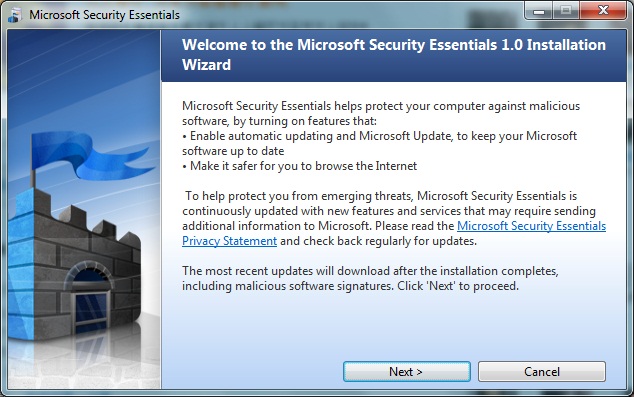 Microsoft Security Essentials
Welcome to the Microsoft Security Essentials 1.0 Installation
Wizard
Microsoft Security Essentials helps protect your computer against malicious
software, by turning on features that:
• Enable automatic updating and Microsoft Update, to keep your Microsoft
software up to date
• Make it safer for you to browse the Internet
To help protect you from emerging threats, Microsoft Security Essentials is
continuously updated with new features and services that may require sending
additional information to Microsoft. Please read the Microsoft Security Essentials
Privacy Statement and check back regularly for updates.
The most recent updates will download after the installation completes,
including malicious software signatures. Click 'Next' to proceed.
Next >
Cancel